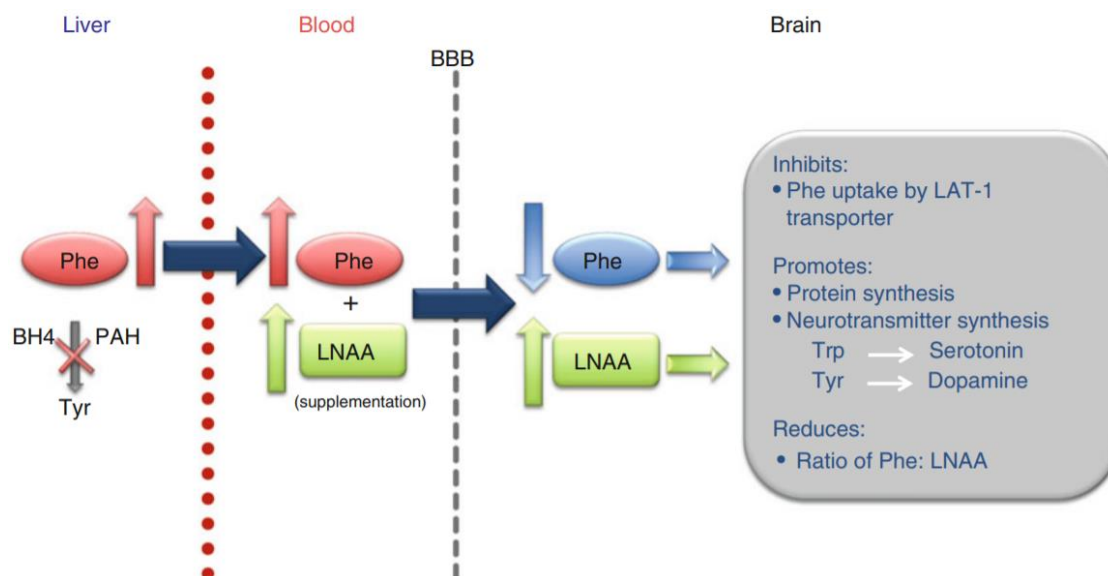 Liver
Blood
Brain
BBB
Phe
BH4 PAH
Tyr
Phe
+
LNAA
(supplementation)
Phe
LNAA
Inhibits:
• Phe uptake by LAT-1
transporter
Promotes:
• Protein synthesis
• Neurotransmitter synthesis
Trp Serotonin
Tyr Dopamine
Reduces:
• Ratio of Phe: LNAA